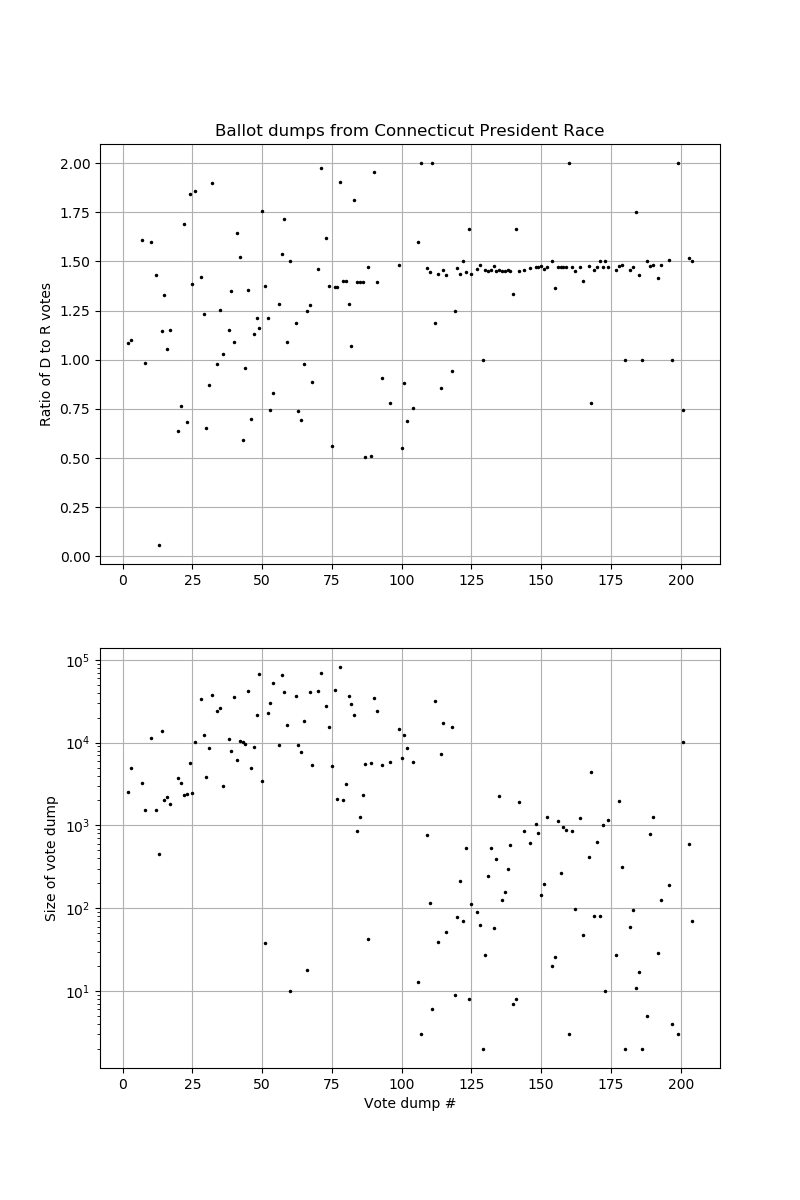 Ballot dumps from Connecticut President Race
Ratio of D to R votes
2.00
1.75
1.50
1.25
1.00
0.75
0.50
0.25
0.00
0 25 50 75 100 125 150 175 200
Size of vote dump
10⁵
10⁴
10³
10²
10¹
0 25 50 75 100 125 150 175 200
Vote dump #